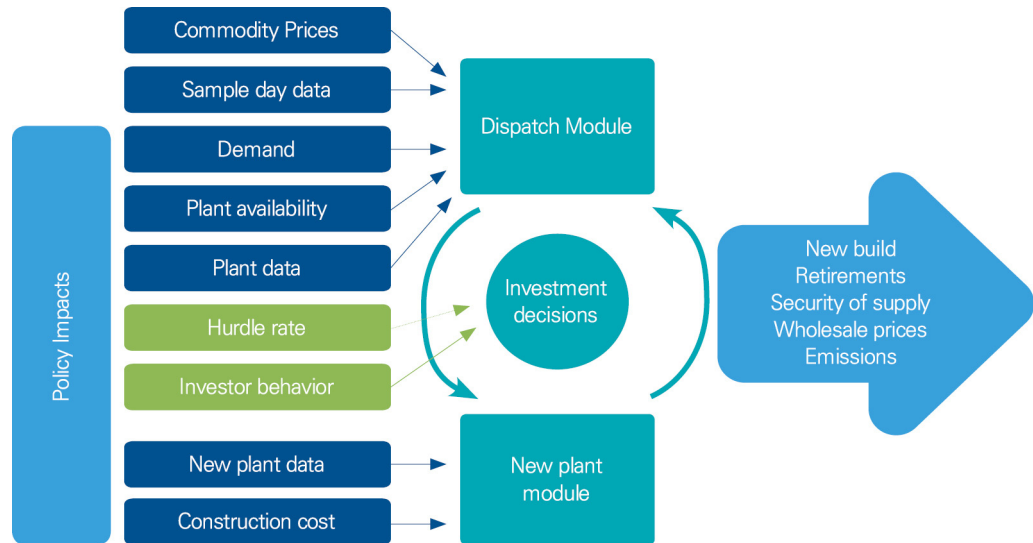 Policy Impacts
Commodity Prices
Sample day data
Demand
Plant availability
Plant data
Hurdle rate
Investor behavior
New plant data
Construction cost
Dispatch Module
Investment
decisions
New plant
module
New build
Retirements
Security of supply
Wholesale prices
Emissions